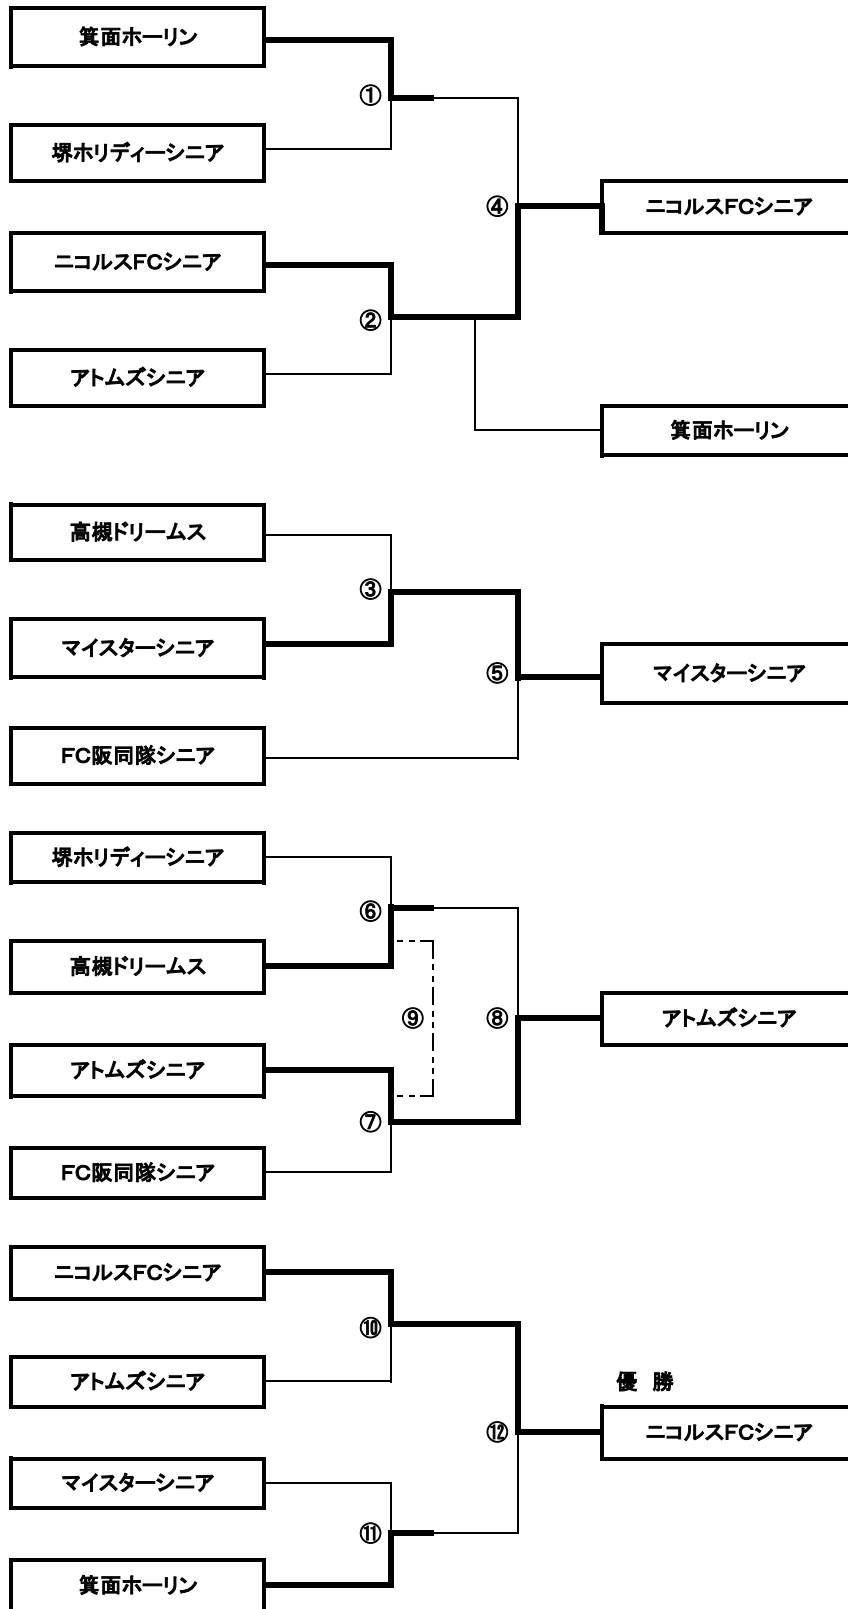 箕面ホーリン
①
堺ホリディーシニア
④
ニコルスFCシニア
ニコルスFCシニア
②
アトムズシニア
箕面ホーリン
高槻ドリームス
③
マイスターシニア
⑤
マイスターシニア
FC阪同隊シニア
堺ホリディーシニア
⑥
高槻ドリームス
⑨
⑧
アトムズシニア
アトムズシニア
⑦
FC阪同隊シニア
ニコルスFCシニア
⑩
アトムズシニア
優 勝
⑫
ニコルスFCシニア
マイスターシニア
⑪
箕面ホーリン